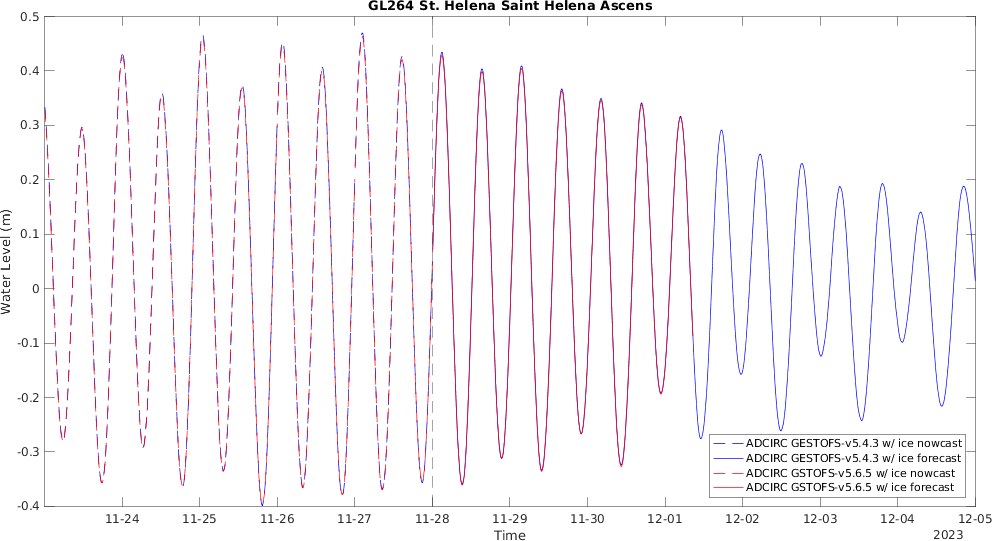 GL264 St. Helena Saint Helena Ascens
0.5
0.4
0.3
0.2
0.1
0
-0.1
-0.2
-0.3
-0.4
Water Level (m)
ADCIRC GESTOFS-v5.4.3 w/ ice nowcast
ADCIRC GESTOFS-v5.4.3 w/ ice forecast
ADCIRC GSTOFS-v5.6.5 w/ ice nowcast
ADCIRC GSTOFS-v5.6.5 w/ ice forecast
11-24 11-25 11-26 11-27 11-28 11-29 11-30 12-01 12-02 12-03 12-04 12-05
Time
2023